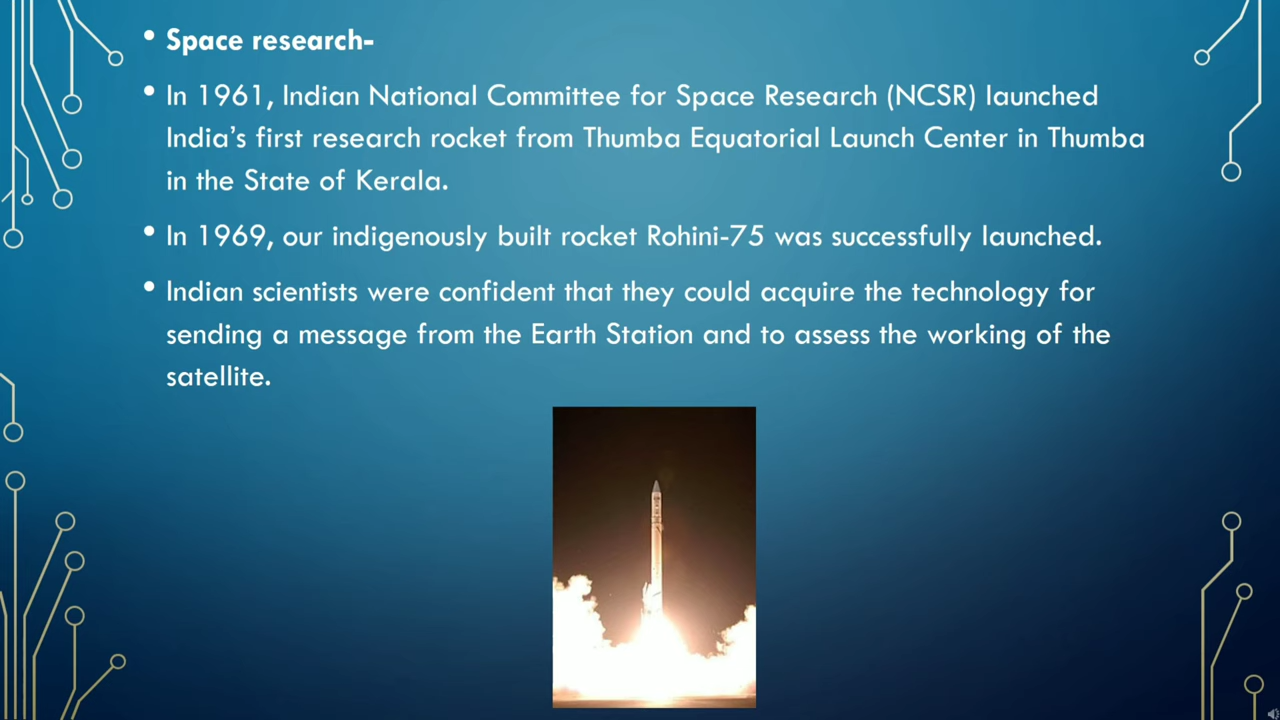 • Space research-
• In 1961, Indian National Committee for Space Research (NCSR) launched
India’s first research rocket from Thumba Equatorial Launch Center in Thumba
in the State of Kerala.
• In 1969, our indigenously built rocket Rohini-75 was successfully launched.
• Indian scientists were confident that they could acquire the technology for
sending a message from the Earth Station and to assess the working of the
satellite.